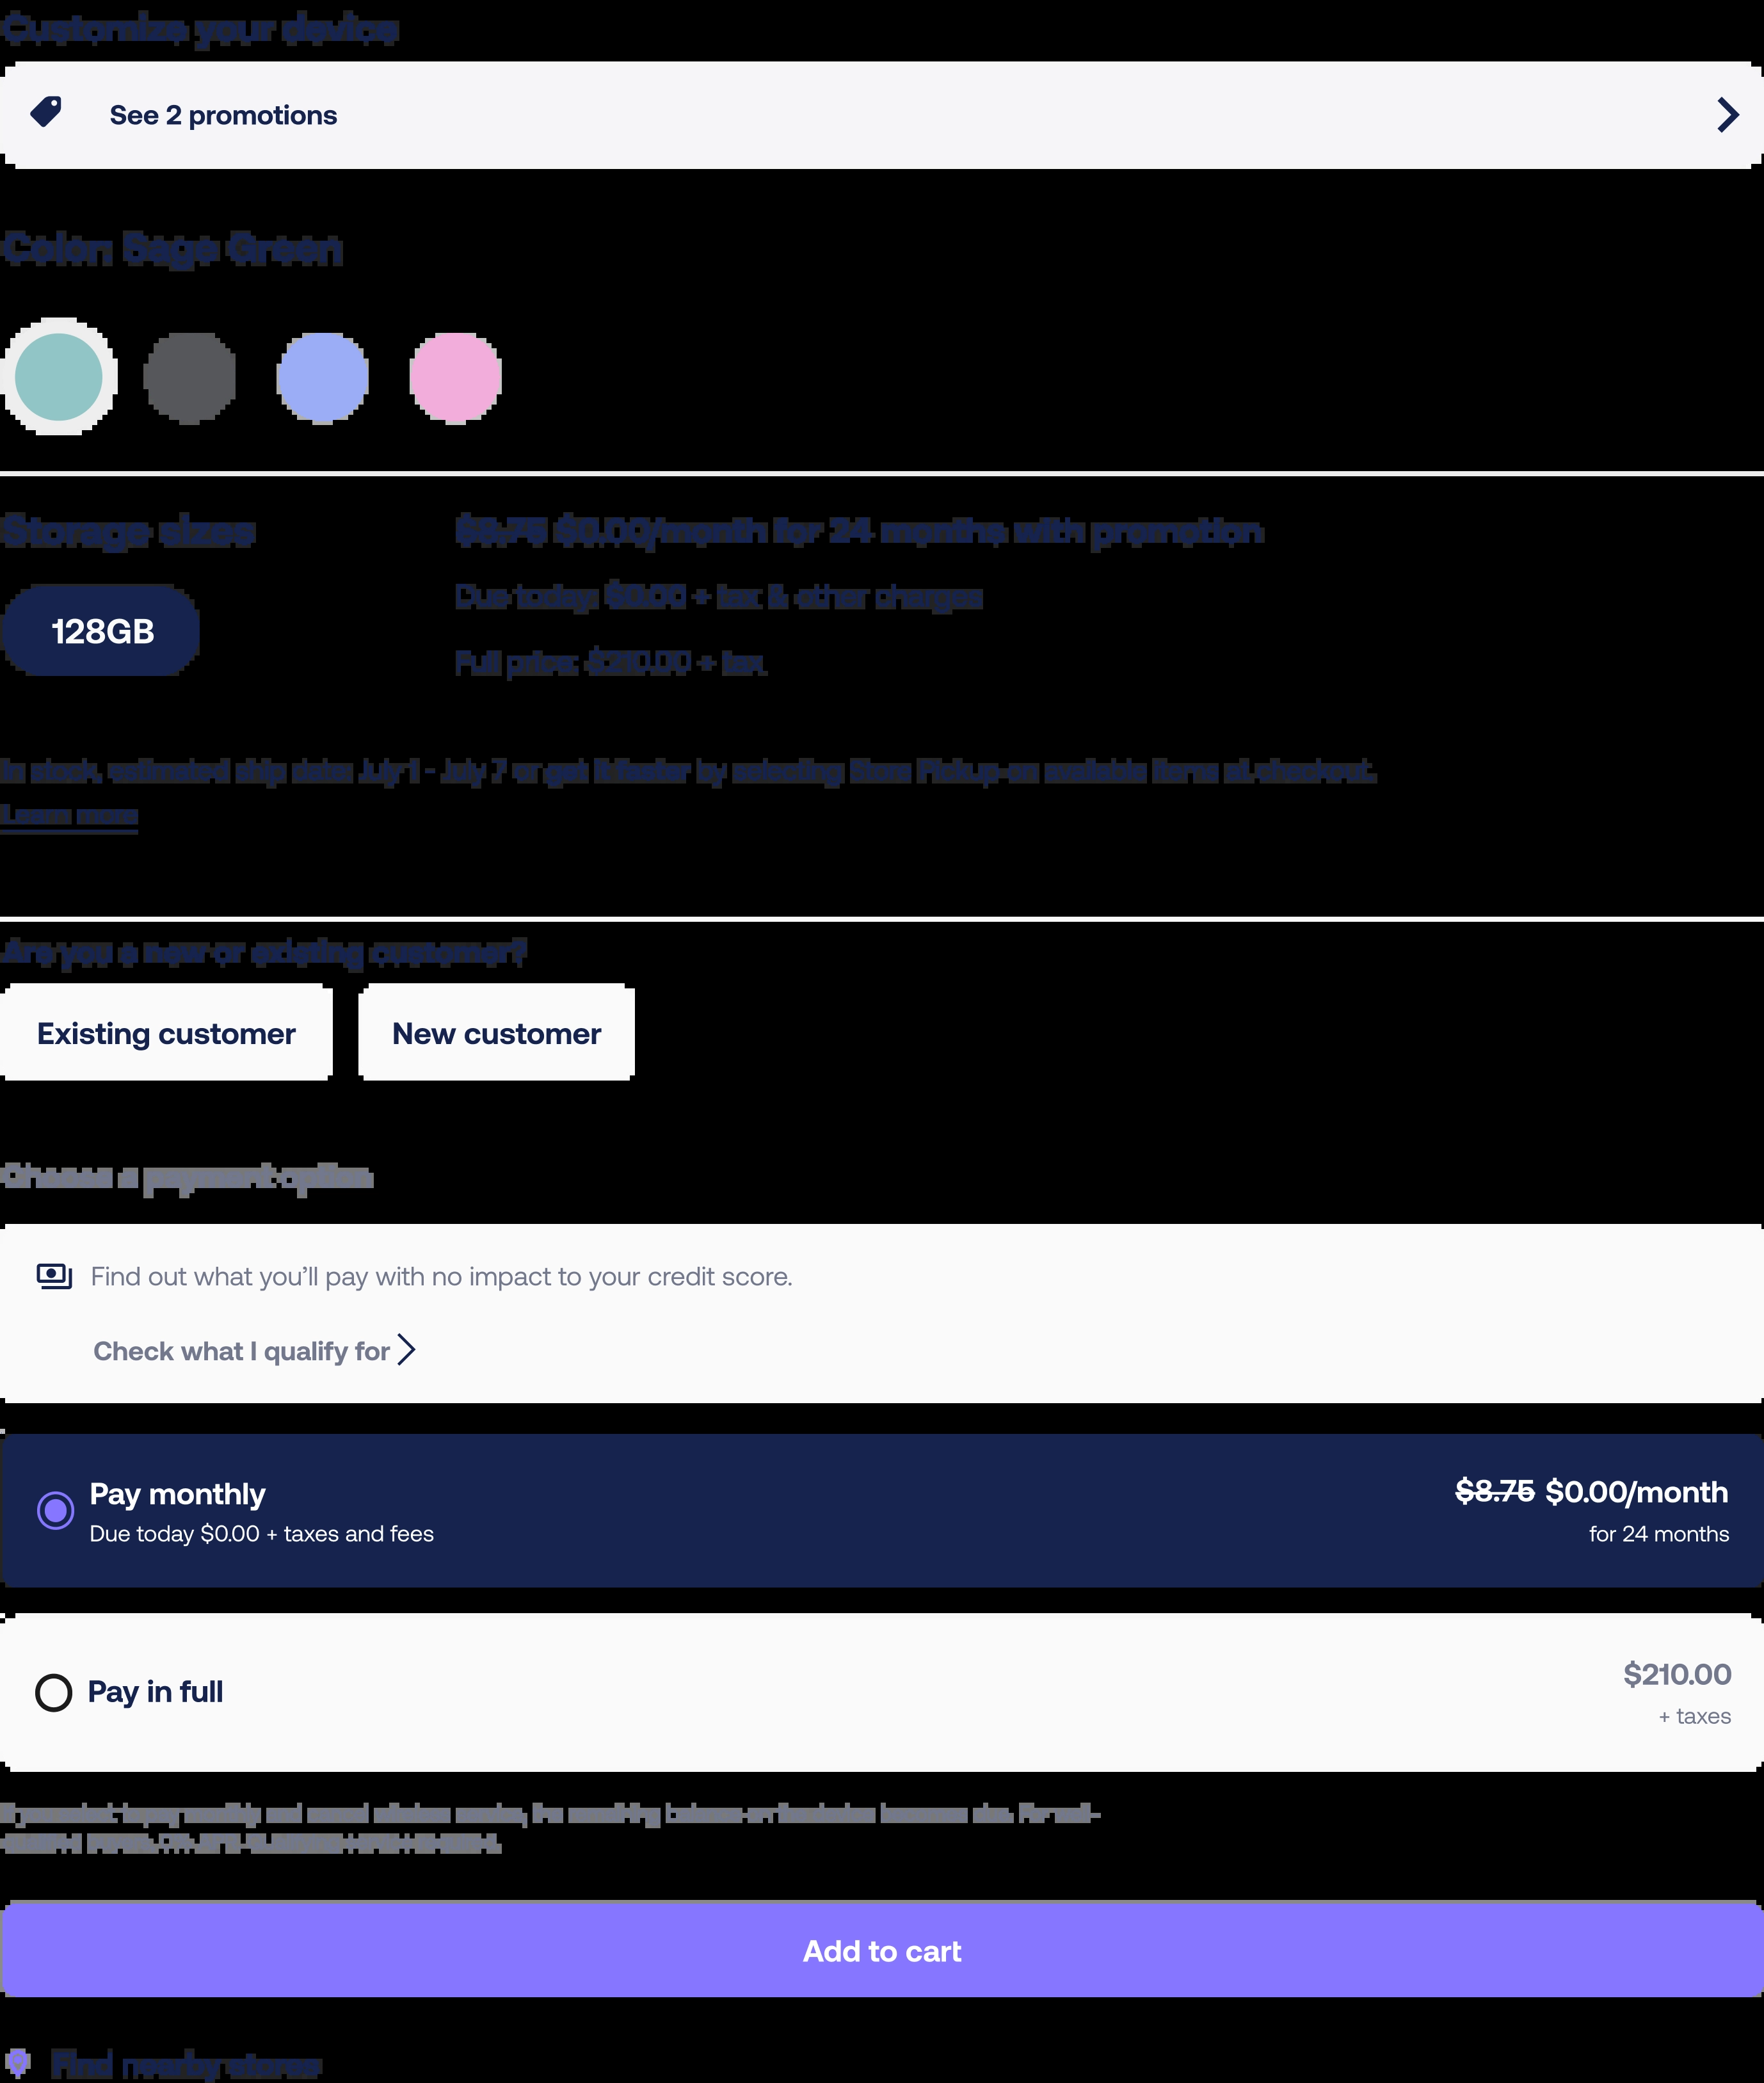 Customize your device
See 2 promotions
Color: Sage Green
Storage sizes
$8.75 $0.00/month for 24 months with promotion
128GB
Due today: $0.00 + tax & other charges
Full price: $210.00 + tax
In stock, estimated ship date: July 1 - July 7 or get it faster by selecting Store Pickup on available items at checkout.
Learn more
Are you a new or existing customer?
Existing customer
New customer
Choose a payment option
Find out what you’ll pay with no impact to your credit score.
Check what I qualify for
Pay monthly
$8.75 $0.00/month
Due today $0.00 + taxes and fees
for 24 months
Pay in full
$210.00
+ taxes
Add to cart
Find nearby stores